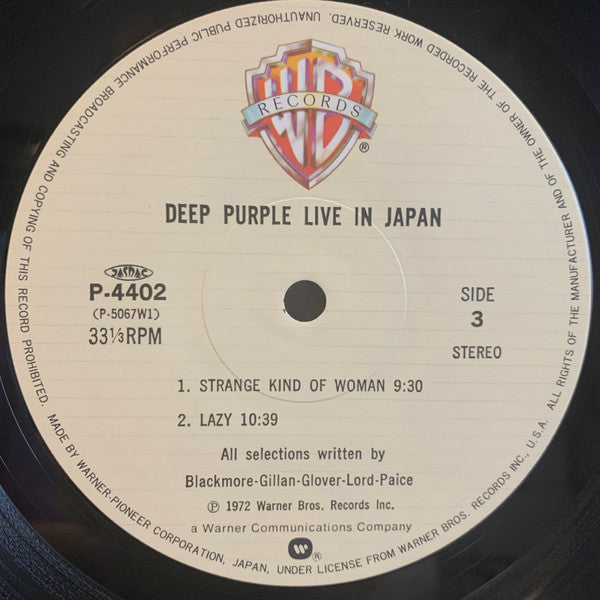 UNAUTHORIZED PUBLIC PERFORMANCE BROADCASTING AND COPYING OF THIS RECORD PROHIBITED.
ALL RIGHTS OF THE MANUFACTURER AND OF THE OWNER OF THE RECORDED WORK RESERVED.
WB
RECORDS
®
DEEP PURPLE LIVE IN JAPAN
JASRAC
P-4402
(P-5067W1)
33⅓RPM
SIDE
3
STEREO
1. STRANGE KIND OF WOMAN 9:30
2. LAZY 10:39
All selections written by
Blackmore-Gillan-Glover-Lord-Paice
℗ 1972 Warner Bros. Records Inc.
a Warner Communications Company
®
MADE BY WARNER-PIONEER CORPORATION, JAPAN, UNDER LICENSE FROM WARNER BROS. RECORDS INC., U.S.A.